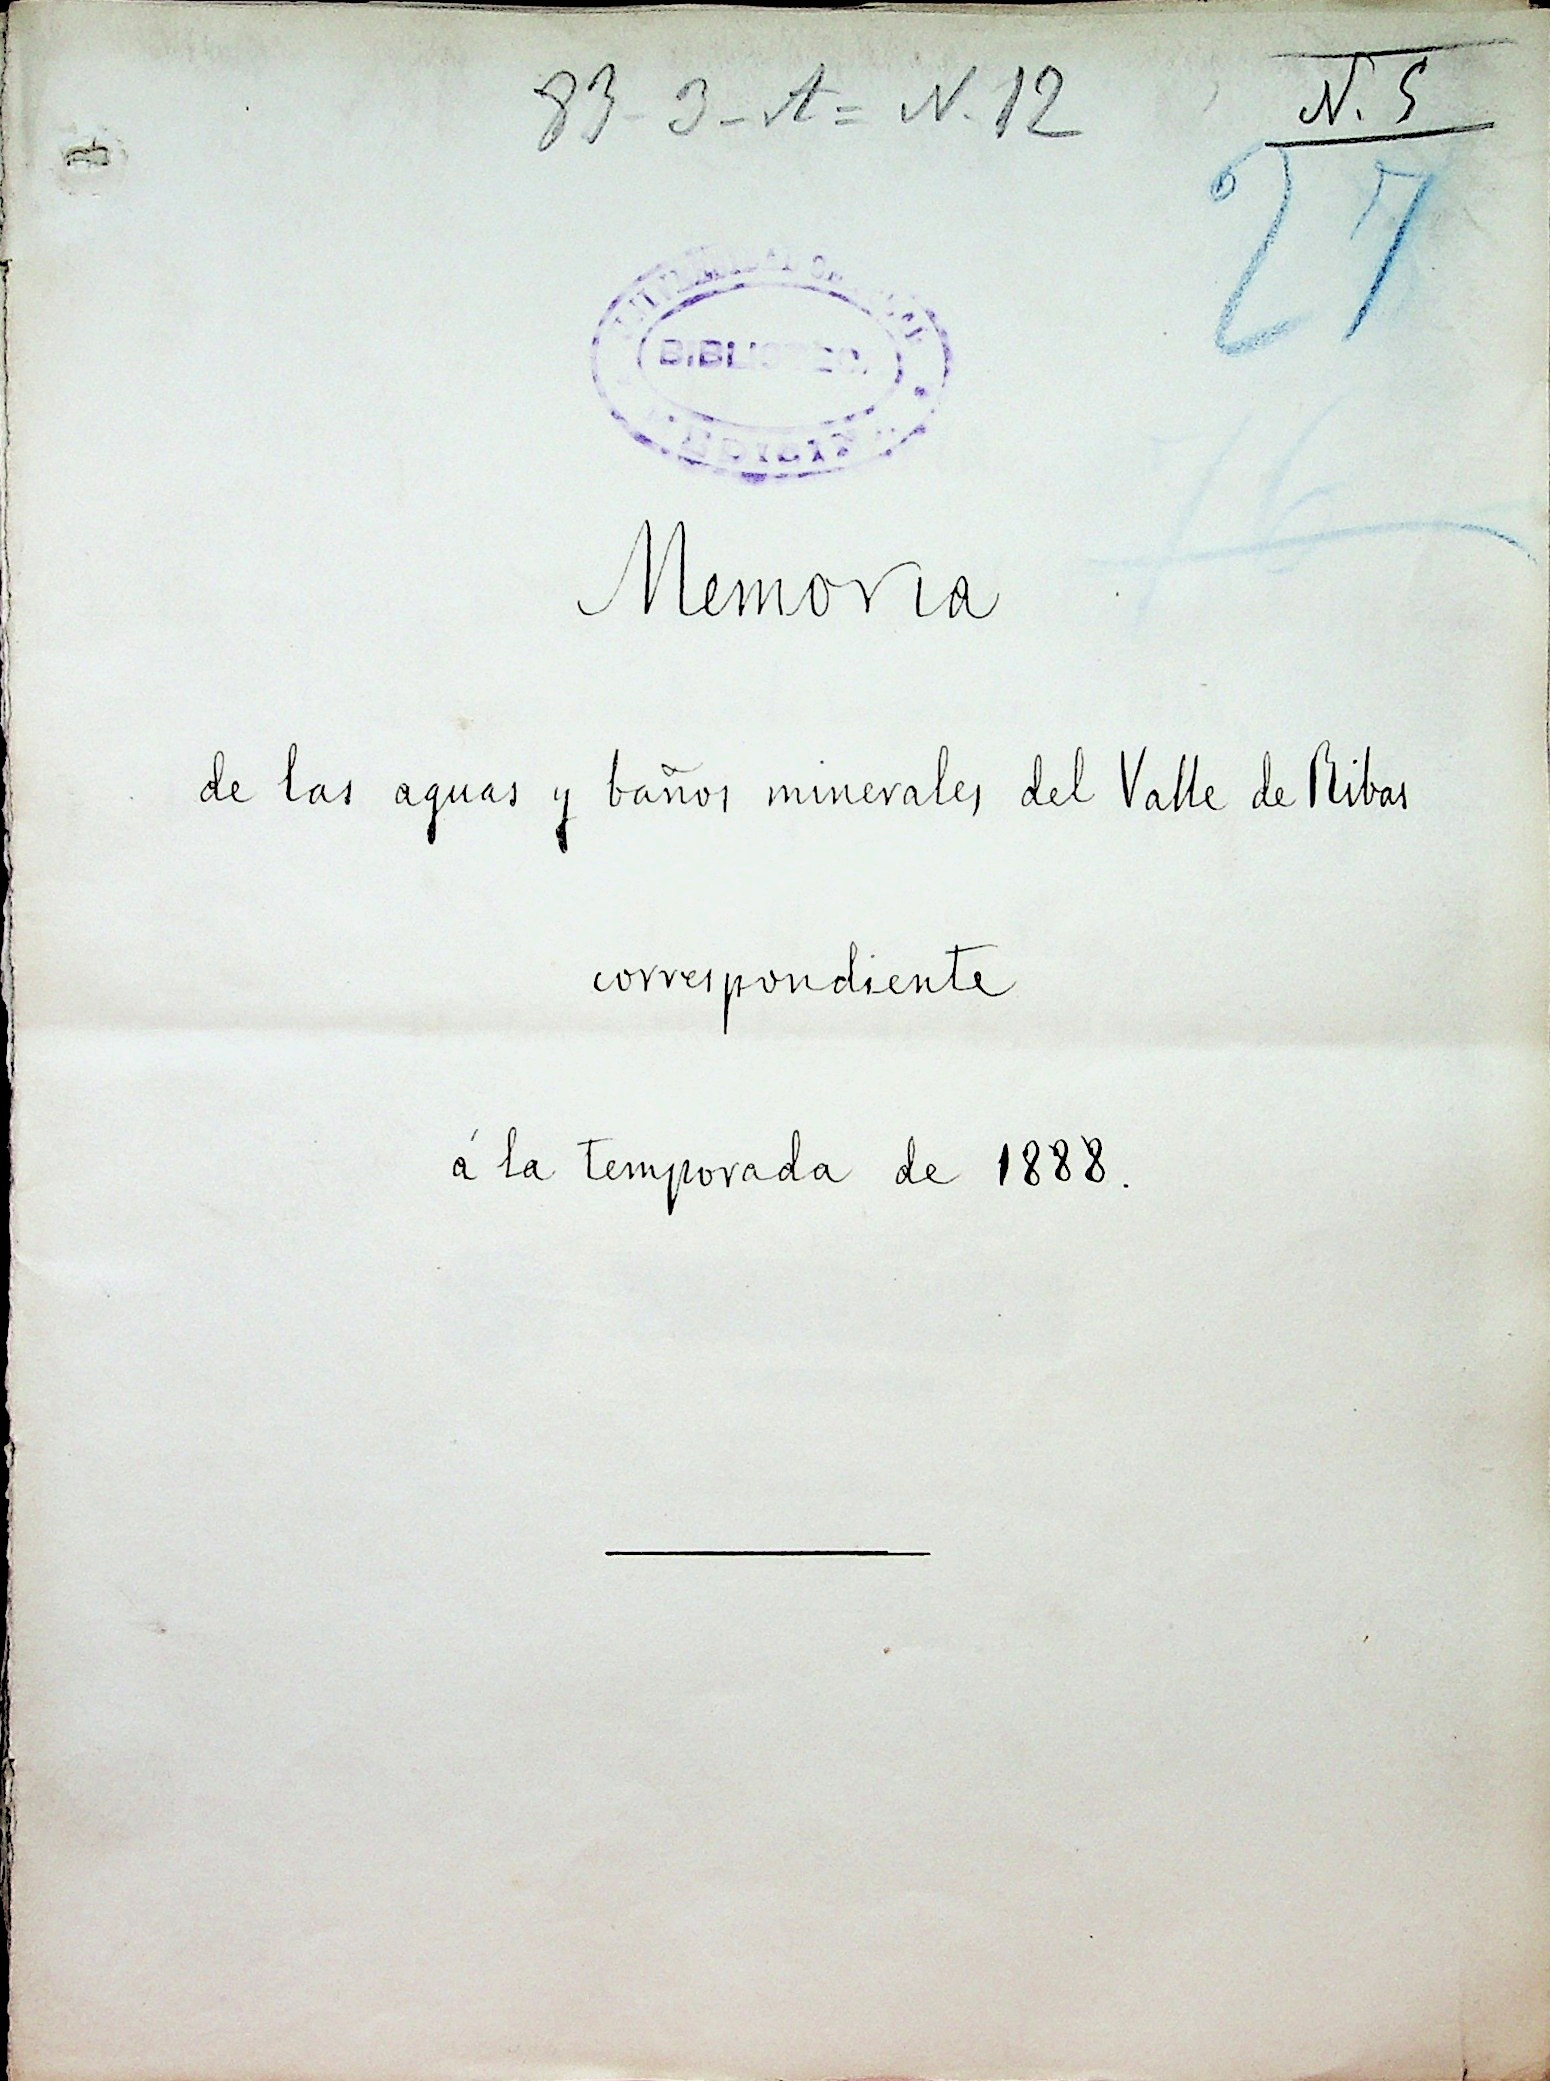 83-3-A= N. 12
N. 5
27
BIBLIOTECA
Memoria
de las aguas y baños minerales del Valle de Ribas
correspondiente
á la temporada de 1888.